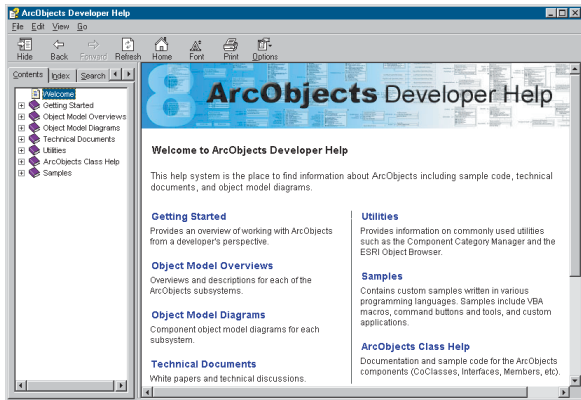 ArcObjects Developer Help
File Edit View Go
Hide Back Forward Refresh Home Font Print Options
Contents Index Search
Welcome
Getting Started
Object Model Overviews
Object Model Diagrams
Technical Documents
Utilities
ArcObjects Class Help
Samples
8 ArcObjects Developer Help
Welcome to ArcObjects Developer Help
This help system is the place to find information about ArcObjects including sample code, technical
documents, and object model diagrams.
Getting Started
Provides an overview of working with ArcObjects
from a developer's perspective.
Object Model Overviews
Overviews and descriptions for each of the
ArcObjects subsystems.
Object Model Diagrams
Component object model diagrams for each
subsystem.
Technical Documents
White papers and technical discussions.
Utilities
Provides information on commonly used utilities
such as the Component Category Manager and the
ESRI Object Browser.
Samples
Contains custom samples written in various
programming languages. Samples include VBA
macros, command buttons and tools, and custom
applications.
ArcObjects Class Help
Documentation and sample code for the ArcObjects
components (CoClasses, Interfaces, Members, etc).